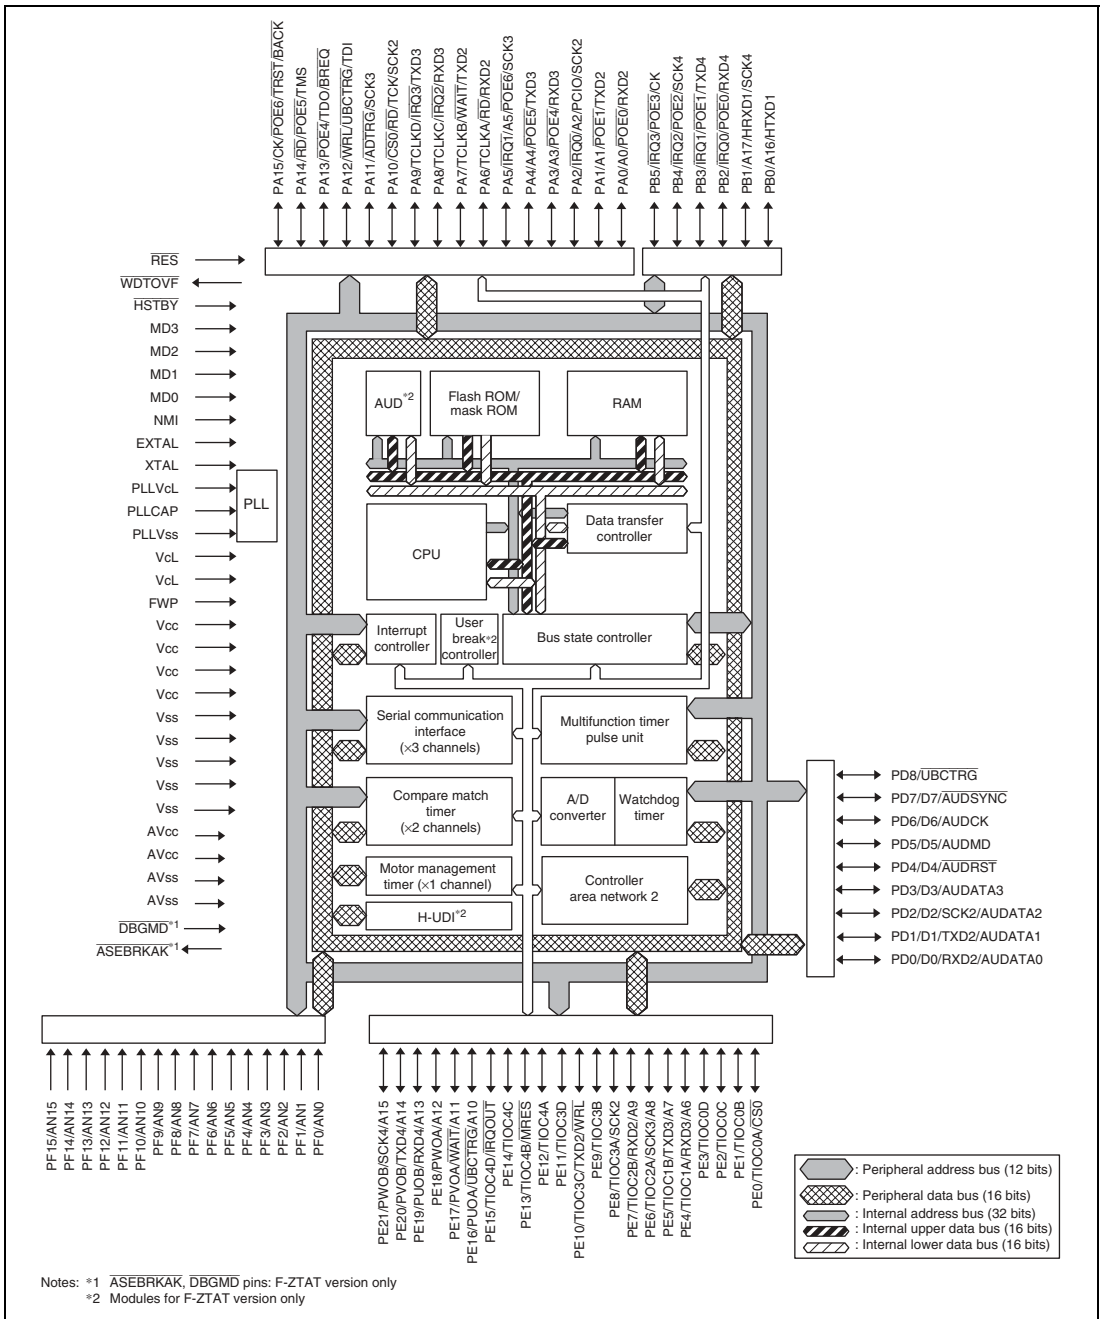 PA15/CK/POE6/TRST/BACK
PA14/RD/POE5/TMS
PA13/POE4/TDO/BREQ
PA12/WRL/UBCTRG/TDI
PA11/ADTRG/SCK3
PA10/CS0/RD/TCK/SCK2
PA9/TCLKD/IRQ3/TXD3
PA8/TCLKC/IRQ2/RXD3
PA7/TCLKB/WAIT/TXD2
PA6/TCLKA/RD/RXD2
PA5/IRQ1/A5/POE6/SCK3
PA4/A4/POE5/TXD3
PA3/A3/POE4/RXD3
PA2/IRQ0/A2/PCIO/SCK2
PA1/A1/POE1/TXD2
PA0/A0/POE0/RXD2
PB5/IRQ3/POE3/CK
PB4/IRQ2/POE2/SCK4
PB3/IRQ1/POE1/TXD4
PB2/IRQ0/POE0/RXD4
PB1/A17/HRXD1/SCK4
PB0/A16/HTXD1
RES
WDTOVF
HSTBY
MD3
MD2
MD1
MD0
NMI
EXTAL
XTAL
PLLVCL
PLLCAP
PLLVss
VCL
VCL
FWP
Vcc
Vcc
Vcc
Vcc
Vss
Vss
Vss
Vss
Vss
AVcc
AVcc
AVss
AVss
DBGMD*1
ASEBRKAK*1
PLL
AUD*2
Flash ROM/
mask ROM
RAM
CPU
Data transfer
controller
Interrupt
controller
User
break*2
controller
Bus state controller
Serial communication
interface
(×3 channels)
Multifunction timer
pulse unit
Compare match
timer
(×2 channels)
A/D
converter
Watchdog
timer
Motor management
timer (×1 channel)
Controller
area network 2
H-UDI*2
PD8/UBCTRG
PD7/D7/AUDSYNC
PD6/D6/AUDCK
PD5/D5/AUDMD
PD4/D4/AUDRST
PD3/D3/AUDATA3
PD2/D2/SCK2/AUDATA2
PD1/D1/TXD2/AUDATA1
PD0/D0/RXD2/AUDATA0
PF15/AN15
PF14/AN14
PF13/AN13
PF12/AN12
PF11/AN11
PF10/AN10
PF9/AN9
PF8/AN8
PF7/AN7
PF6/AN6
PF5/AN5
PF4/AN4
PF3/AN3
PF2/AN2
PF1/AN1
PF0/AN0
PE21/PWOB/SCK4/A15
PE20/PVOB/TXD4/A14
PE19/PUOB/RXD4/A13
PE18/PWOA/A12
PE17/PVOA/WAIT/A11
PE16/PUOA/UBCTRG/A10
PE15/TIOC4D/IRQOUT
PE14/TIOC4C
PE13/TIOC4B/MRES
PE12/TIOC4A
PE11/TIOC3D
PE10/TIOC3C/TXD2/WRL
PE9/TIOC3B
PE8/TIOC3A/SCK2
PE7/TIOC2B/RXD2/A9
PE6/TIOC2A/SCK3/A8
PE5/TIOC1B/TXD3/A7
PE4/TIOC1A/RXD3/A6
PE3/TIOC0D
PE2/TIOC0C
PE1/TIOC0B
PE0/TIOC0A/CS0
: Peripheral address bus (12 bits)
: Peripheral data bus (16 bits)
: Internal address bus (32 bits)
: Internal upper data bus (16 bits)
: Internal lower data bus (16 bits)
Notes: *1 ASEBRKAK, DBGMD pins: F-ZTAT version only
*2 Modules for F-ZTAT version only